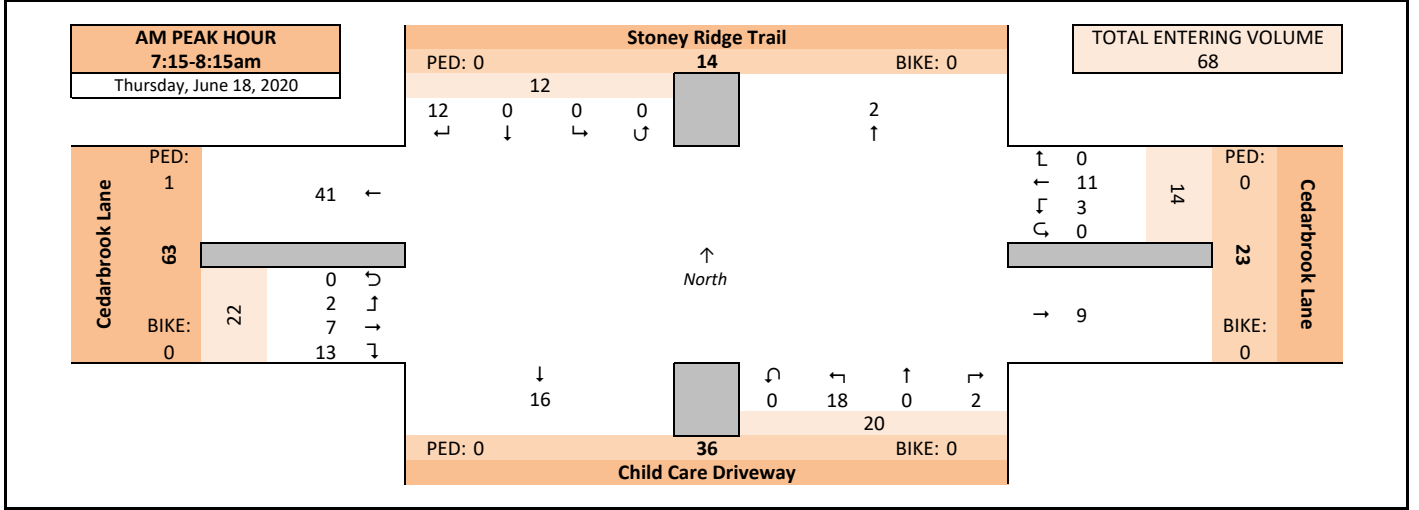 AM PEAK HOUR
7:15-8:15am
Thursday, June 18, 2020
Stoney Ridge Trail
PED: 0 14 BIKE: 0
12
12 0 0 0
↵ ↓ ↳ ↺
2
↑
TOTAL ENTERING VOLUME
68
Cedarbrook Lane
PED:
1
63
BIKE:
0
41 ←
22
0 ⮌
2 ↥
7 →
13 ↴
↑
North
↑ 0
← 11
↓ 3
↺ 0
14
→ 9
PED:
0
23
BIKE:
0
Cedarbrook Lane
↓
16
↶ ↰ ↑ ↱
0 18 0 2
20
PED: 0 36 BIKE: 0
Child Care Driveway